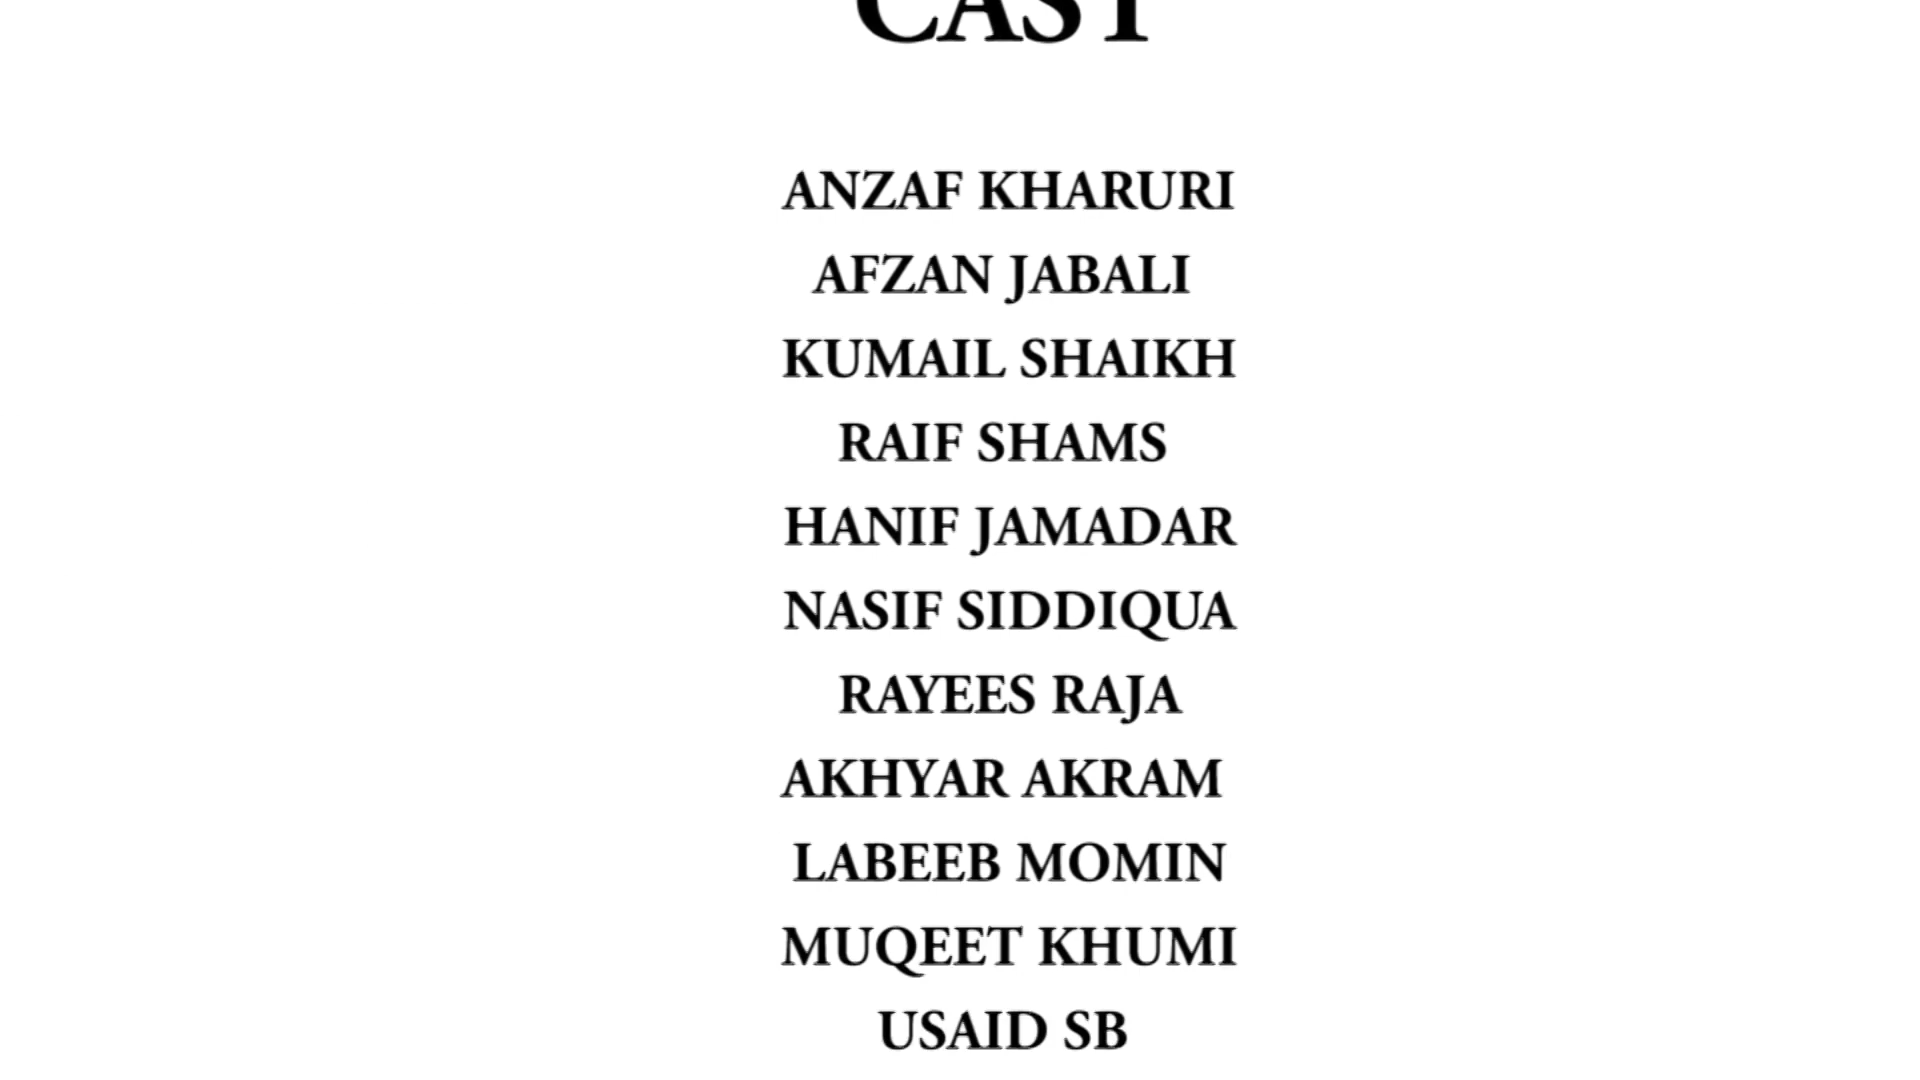 CAST
ANZAF KHARURI
AFZAN JABALI
KUMAIL SHAIKH
RAIF SHAMS
HANIF JAMADAR
NASIF SIDDIQUA
RAYEES RAJA
AKHYAR AKRAM
LABEEB MOMIN
MUQEET KHUMI
USAID SB